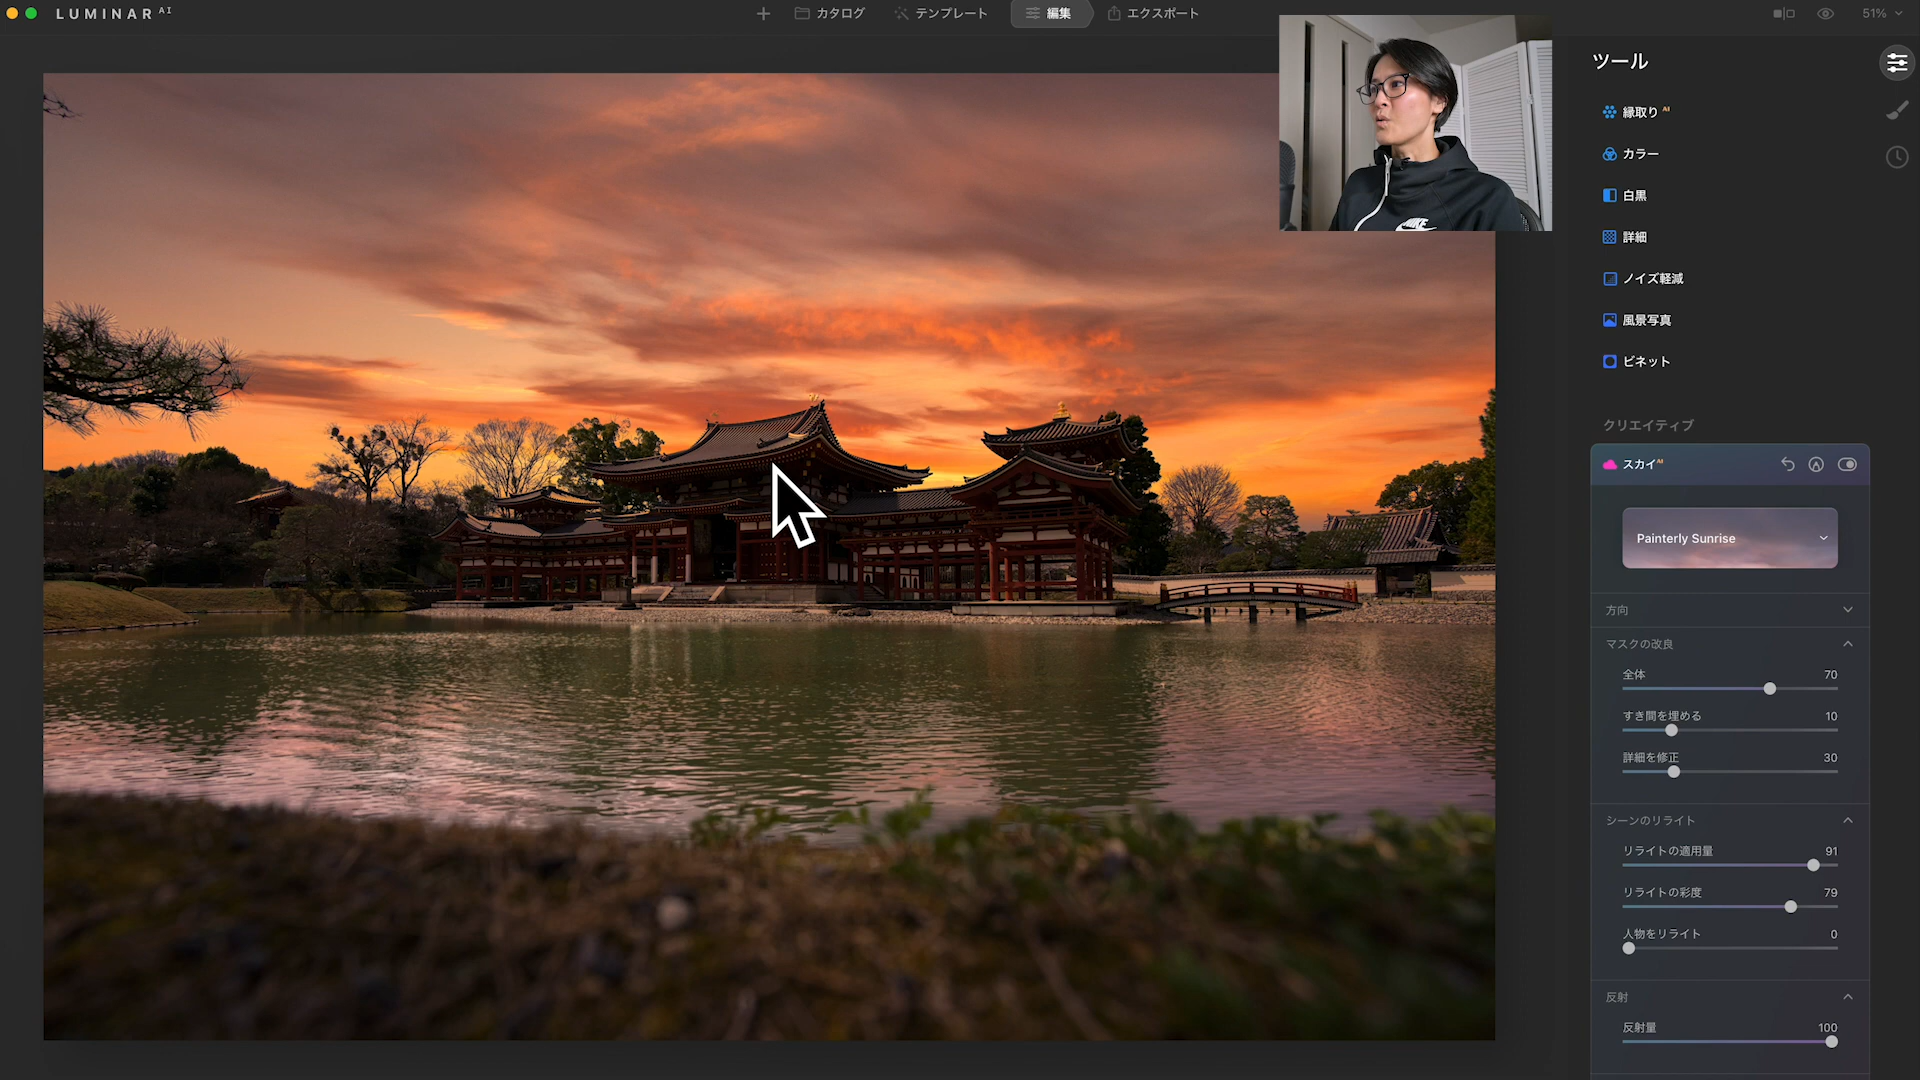 LUMINAR AI
カタログ
テンプレート
編集
エクスポート
51%
ツール
縁取り AI
カラー
白黒
詳細
ノイズ軽減
風景写真
ビネット
クリエイティブ
スカイ AI
Painterly Sunrise
方向
マスクの改良
全体 70
すき間を埋める 10
詳細を修正 30
シーンのリライト
リライトの適用量 91
リライトの彩度 79
人物をリライト 0
反射
反射量 100
NIKE